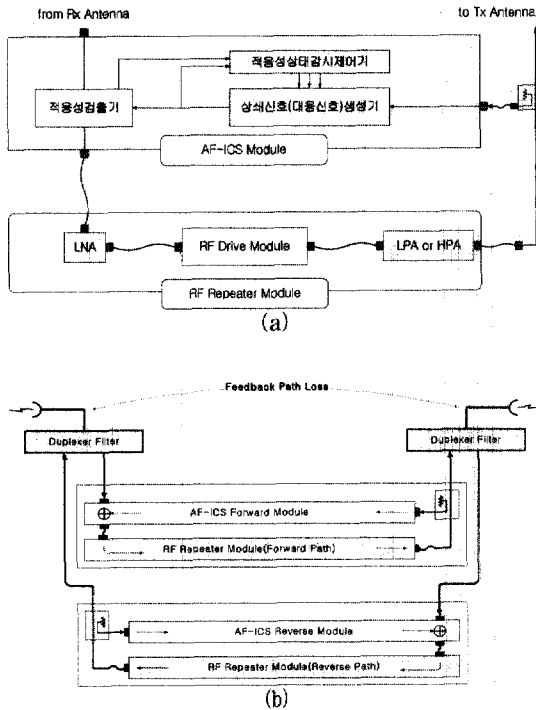 from Rx Antenna
to Tx Antenna
적응성상태감시제어기
적응성검출기
상쇄신호(대응신호)생성기
AF-ICS Module
LNA
RF Drive Module
LPA or HPA
RF Repeater Module
(a)
Feedback Path Loss
Duplexer Filter
Duplexer Filter
AF-ICS Forward Module
RF Repeater Module(Forward Path)
AF-ICS Reverse Module
RF Repeater Module(Reverse Path)
(b)